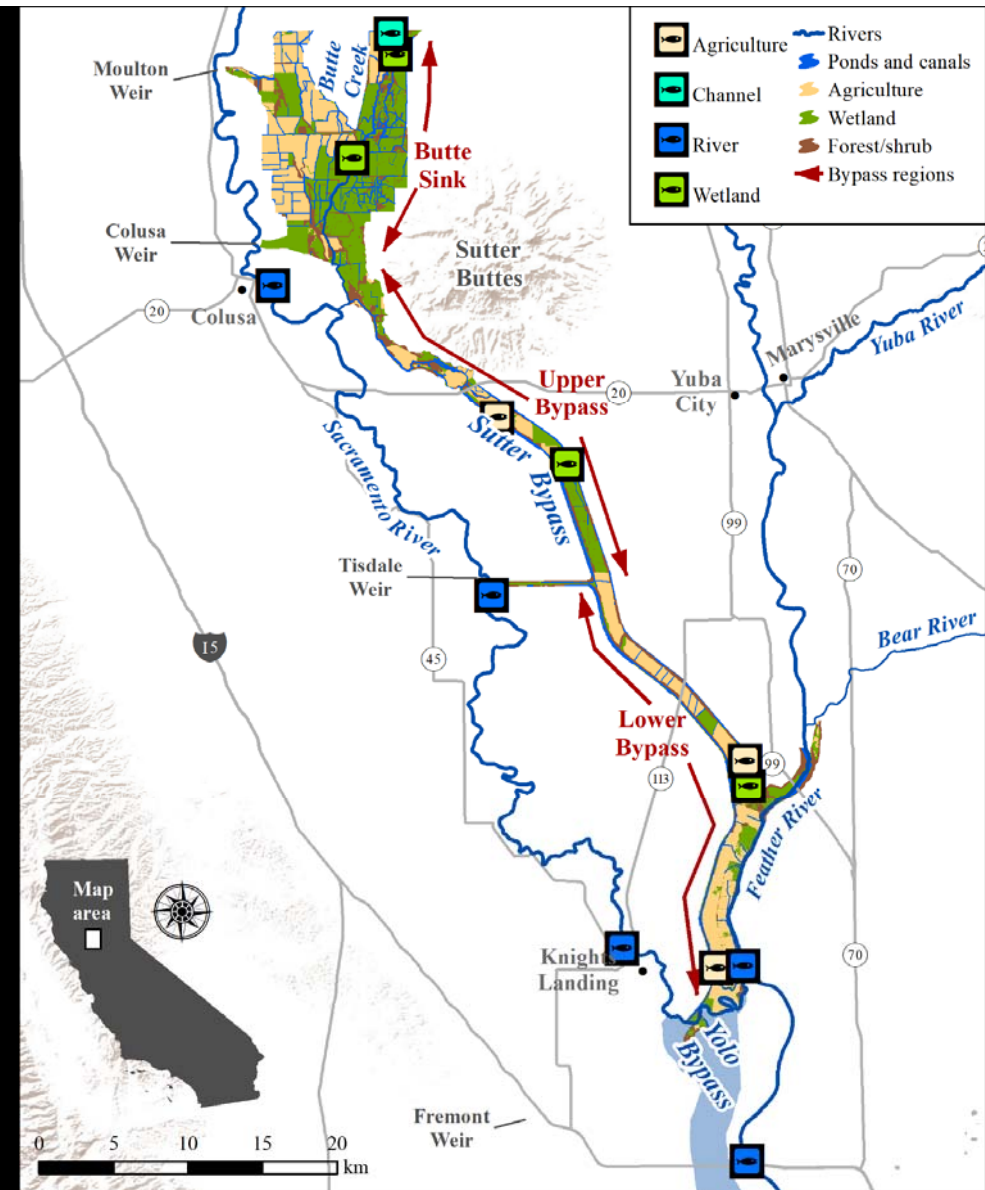 Agriculture
Channel
River
Wetland
Rivers
Ponds and canals
Agriculture
Wetland
Forest/shrub
Bypass regions
Moulton
Weir
Butte
Creek
Butte
Sink
Colusa
Weir
Sutter
Buttes
20
Colusa
Yuba River
Marysville
Upper
Bypass
20
Yuba
City
Sutter
Bypass
Sacramento River
99
Tisdale
Weir
70
15
45
Bear River
Lower
Bypass
113
99
Feather River
Map
area
Knights
Landing
70
Yolo
Bypass
Fremont
Weir
0 5 10 15 20
km